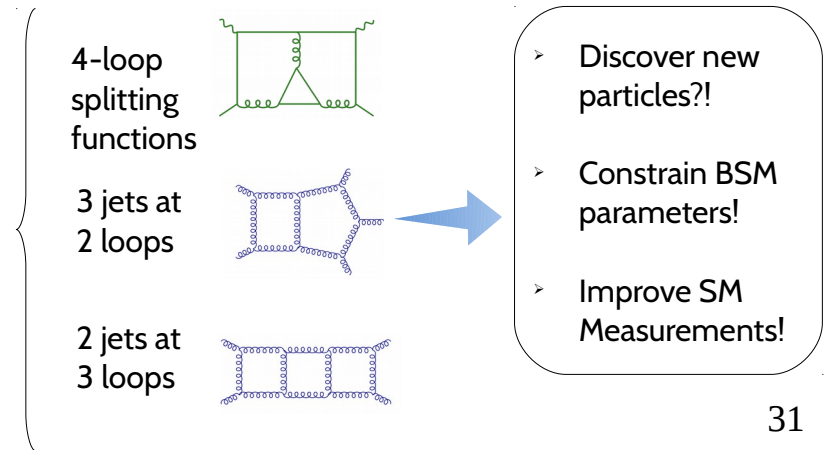 4-loop
splitting
functions
3 jets at
2 loops
2 jets at
3 loops
➢ Discover new
particles?!
➢ Constrain BSM
parameters!
➢ Improve SM
Measurements!
31